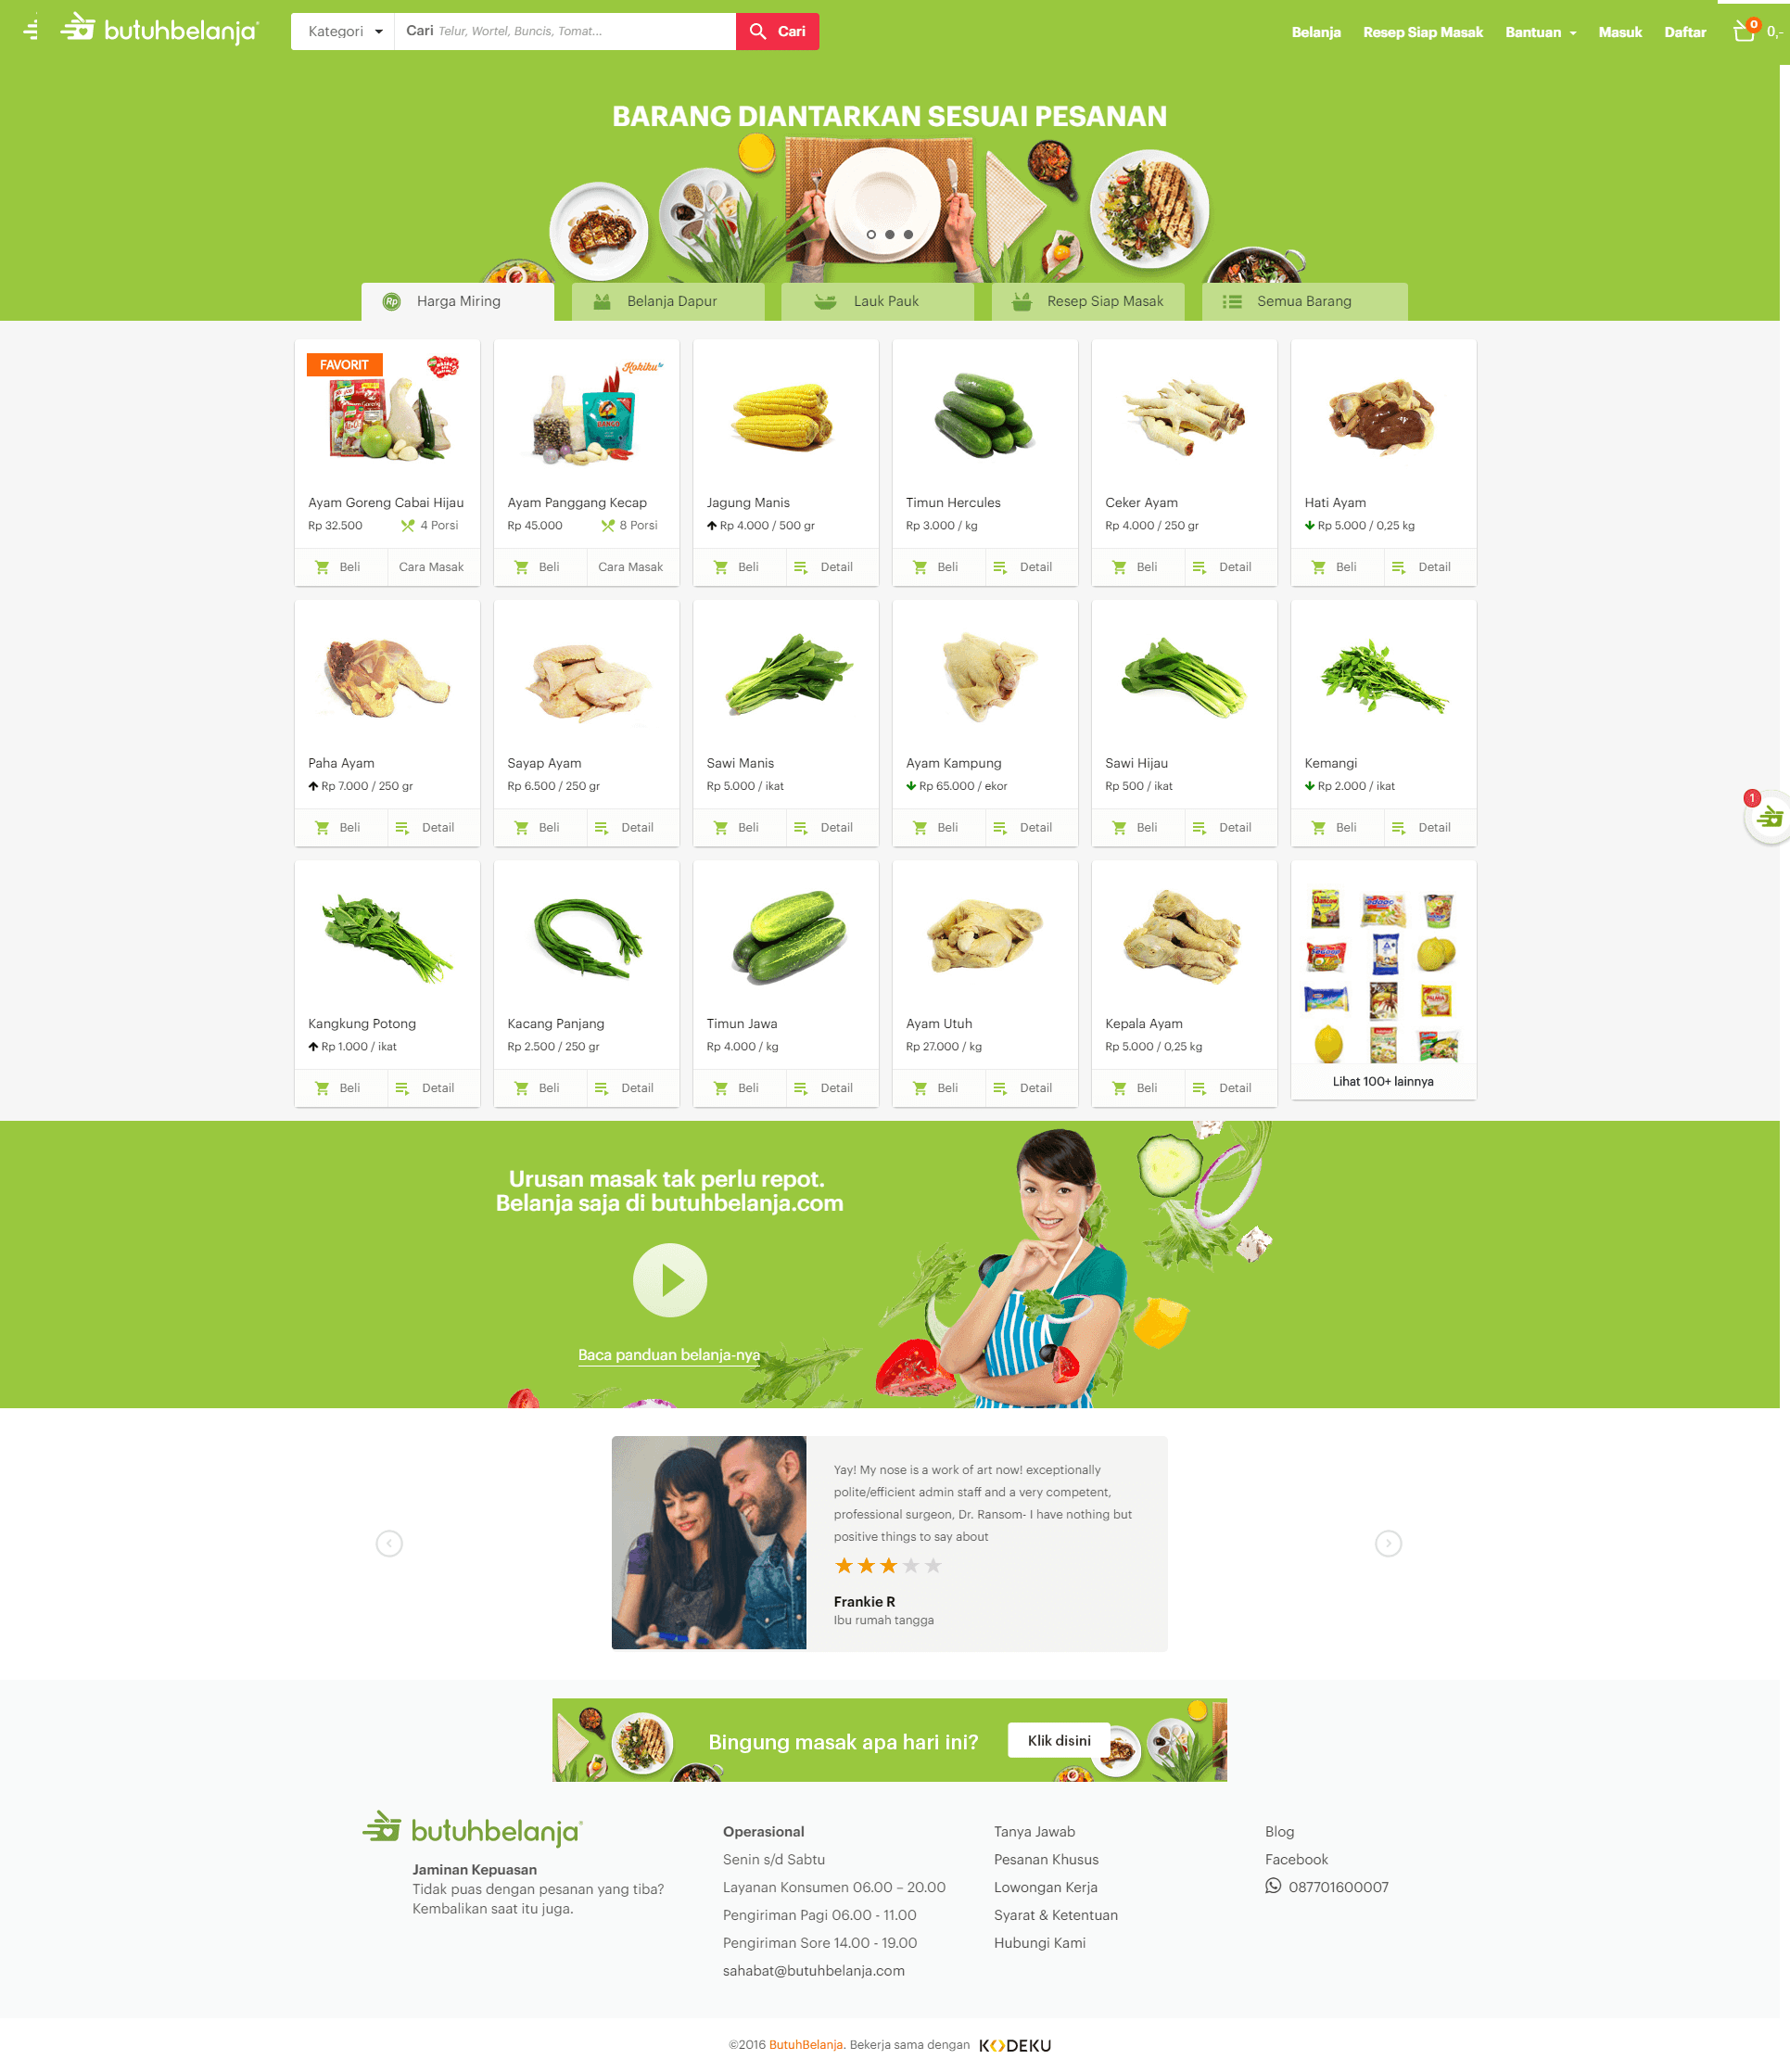 butuhbelanja
Kategori
Cari Telur, Wortel, Buncis, Tomat...
Cari
Belanja
Resep Siap Masak
Bantuan
Masuk
Daftar
0
0,-
BARANG DIANTARKAN SESUAI PESANAN
Rp Harga Miring
Belanja Dapur
Lauk Pauk
Resep Siap Masak
Semua Barang
FAVORIT
Kokiku
Ayam Goreng Cabai Hijau
Rp 32.500
4 Porsi
Beli
Cara Masak
Ayam Panggang Kecap
Rp 45.000
8 Porsi
Beli
Cara Masak
Jagung Manis
Rp 4.000 / 500 gr
Beli
Detail
Timun Hercules
Rp 3.000 / kg
Beli
Detail
Ceker Ayam
Rp 4.000 / 250 gr
Beli
Detail
Hati Ayam
Rp 5.000 / 0,25 kg
Beli
Detail
Paha Ayam
Rp 7.000 / 250 gr
Beli
Detail
Sayap Ayam
Rp 6.500 / 250 gr
Beli
Detail
Sawi Manis
Rp 5.000 / ikat
Beli
Detail
Ayam Kampung
Rp 65.000 / ekor
Beli
Detail
Sawi Hijau
Rp 500 / ikat
Beli
Detail
Kemangi
Rp 2.000 / ikat
Beli
Detail
1
Kangkung Potong
Rp 1.000 / ikat
Beli
Detail
Kacang Panjang
Rp 2.500 / 250 gr
Beli
Detail
Timun Jawa
Rp 4.000 / kg
Beli
Detail
Ayam Utuh
Rp 27.000 / kg
Beli
Detail
Kepala Ayam
Rp 5.000 / 0,25 kg
Beli
Detail
Lihat 100+ lainnya
Urusan masak tak perlu repot.
Belanja saja di butuhbelanja.com
Baca panduan belanja-nya
Yay! My nose is a work of art now! exceptionally
polite/efficient admin staff and a very competent,
professional surgeon, Dr. Ransom- I have nothing but
positive things to say about
Frankie R
Ibu rumah tangga
Bingung masak apa hari ini?
Klik disini
butuhbelanja
Jaminan Kepuasan
Tidak puas dengan pesanan yang tiba?
Kembalikan saat itu juga.
Operasional
Senin s/d Sabtu
Layanan Konsumen 06.00 – 20.00
Pengiriman Pagi 06.00 - 11.00
Pengiriman Sore 14.00 - 19.00
sahabat@butuhbelanja.com
Tanya Jawab
Pesanan Khusus
Lowongan Kerja
Syarat & Ketentuan
Hubungi Kami
Blog
Facebook
087701600007
©2016 ButuhBelanja. Bekerja sama dengan KODEKU